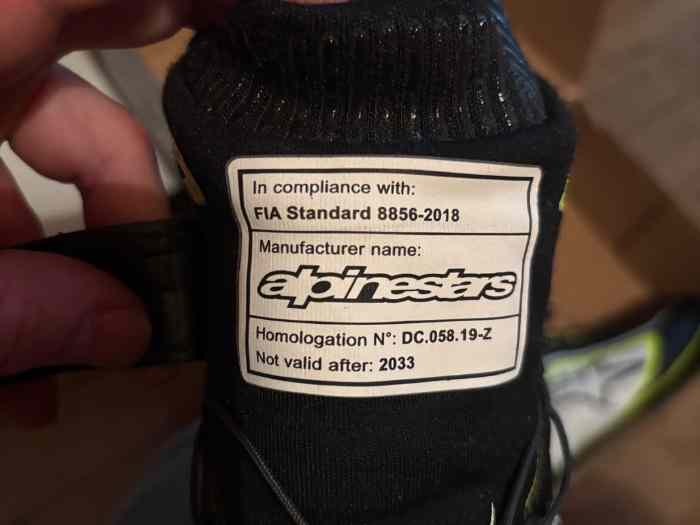 In compliance with:
FIA Standard 8856-2018
Manufacturer name:
alpinestars
Homologation N°: DC.058.19-Z
Not valid after: 2033